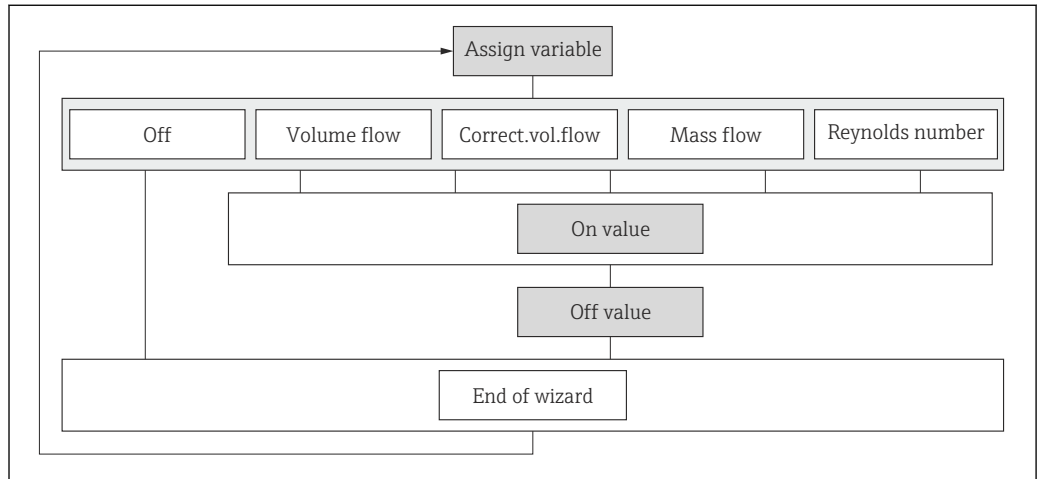 Assign variable
Off
Volume flow
Correct.vol.flow
Mass flow
Reynolds number
On value
Off value
End of wizard